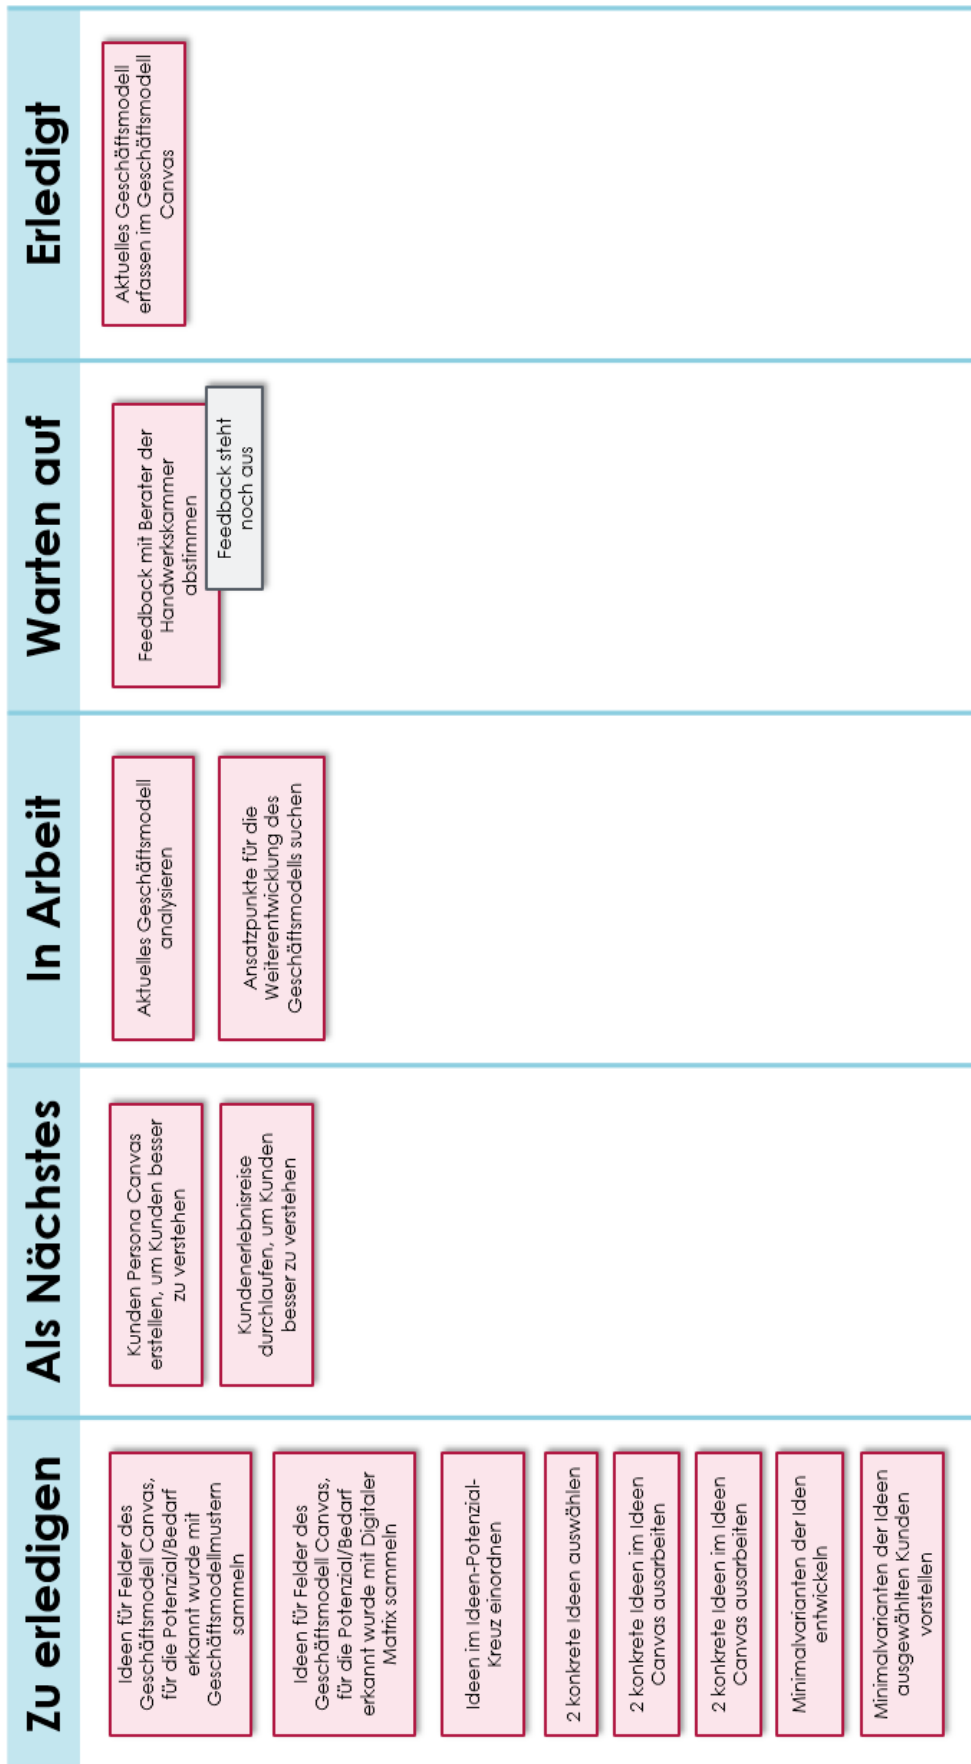 Zu erledigen
Ideen für Felder des
Geschäftsmodell Canvas,
für die Potenzial/Bedarf
erkannt wurde mit
Geschäftsmodellmustern
sammeln
Ideen für Felder des
Geschäftsmodell Canvas,
für die Potenzial/Bedarf
erkannt wurde mit Digitaler
Matrix sammeln
Ideen im Ideen-Potenzial-
Kreuz einordnen
2 konkrete Ideen auswählen
2 konkrete Ideen im Ideen
Canvas ausarbeiten
2 konkrete Ideen im Ideen
Canvas ausarbeiten
Minimalvarianten der Iden
entwickeln
Minimalvarianten der Ideen
ausgewählten Kunden
vorstellen
Als Nächstes
Kunden Persona Canvas
erstellen, um Kunden besser
zu verstehen
Kundenerlebnisreise
durchlaufen, um Kunden
besser zu verstehen
In Arbeit
Aktuelles Geschäftsmodell
analysieren
Ansatzpunkte für die
Weiterentwicklung des
Geschäftsmodells suchen
Warten auf
Feedback mit Berater der
Handwerkskammer
abstimmen
Feedback steht
noch aus
Erledigt
Aktuelles Geschäftsmodell
erfassen im Geschäftsmodell
Canvas